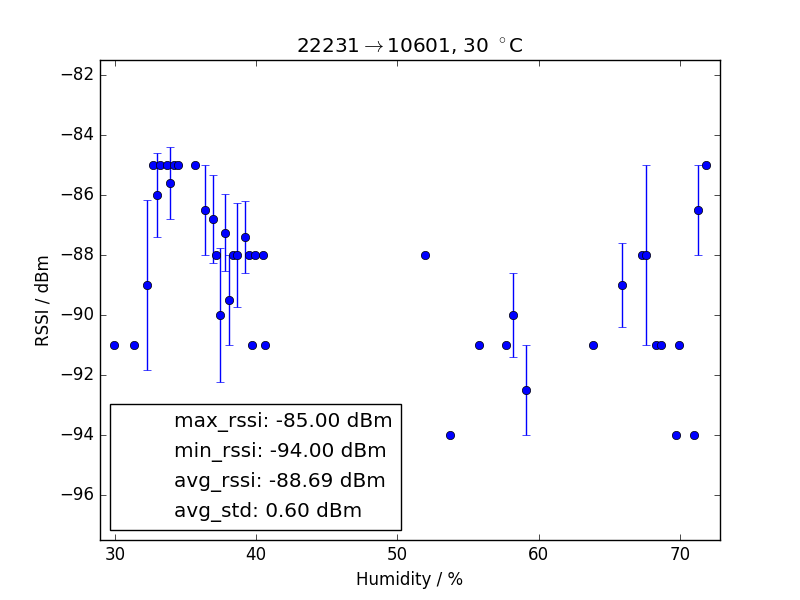 22231→10601, 30 °C
−82
−84
−86
−88
−90
−92
−94
−96
RSSI / dBm
max_rssi: -85.00 dBm
min_rssi: -94.00 dBm
avg_rssi: -88.69 dBm
avg_std: 0.60 dBm
30 40 50 60 70
Humidity / %